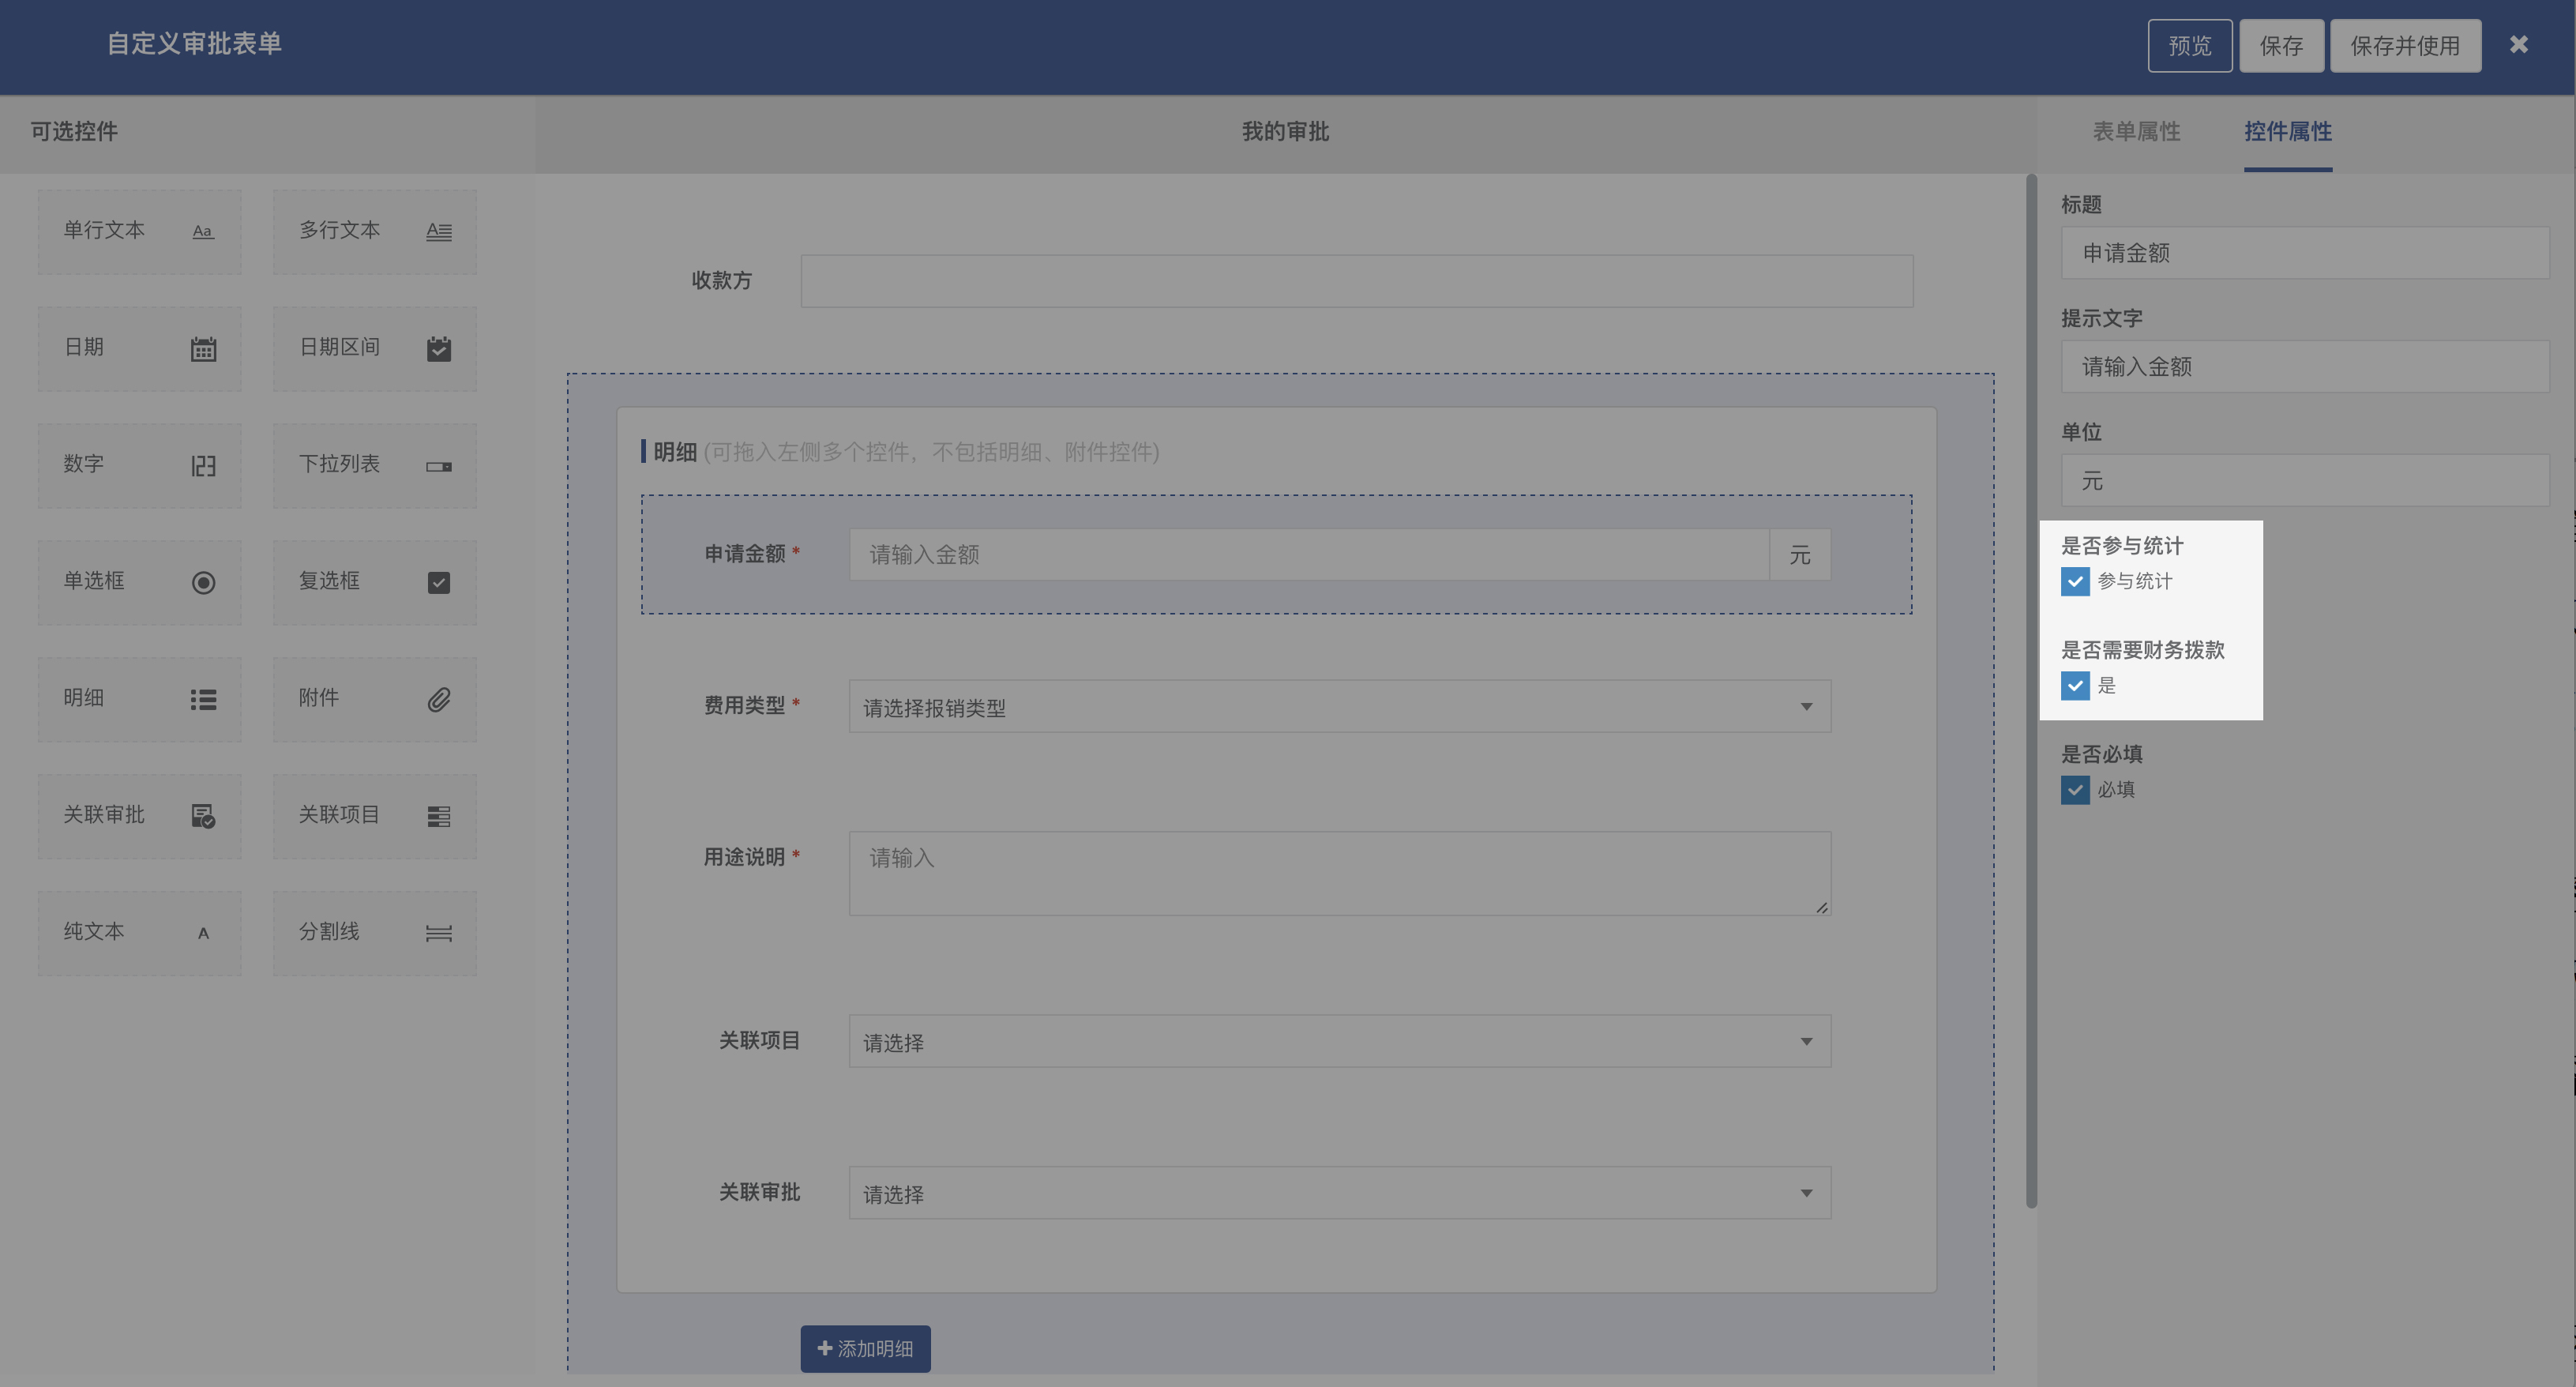 自定义审批表单
预览
保存
保存并使用
可选控件
我的审批
表单属性
控件属性
单行文本
Aa
多行文本
A
日期
日期区间
数字
123
下拉列表
单选框
复选框
明细
附件
关联审批
关联项目
纯文本
A
分割线
收款方
明细 (可拖入左侧多个控件，不包括明细、附件控件)
申请金额 *
请输入金额
元
费用类型 *
请选择报销类型
用途说明 *
请输入
关联项目
请选择
关联审批
请选择
添加明细
标题
申请金额
提示文字
请输入金额
单位
元
是否参与统计
参与统计
是否需要财务拨款
是
是否必填
必填